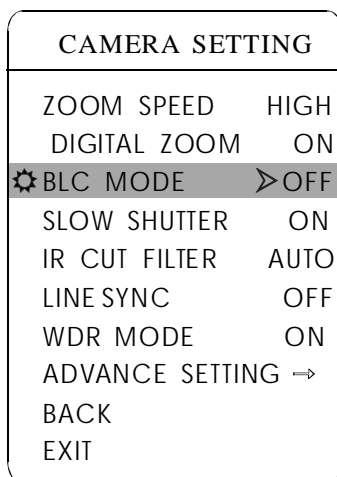 CAMERA SETTING
ZOOM SPEED HIGH
DIGITAL ZOOM ON
BLC MODE OFF
SLOW SHUTTER ON
IR CUT FILTER AUTO
LINE SYNC OFF
WDR MODE ON
ADVANCE SETTING →
BACK
EXIT